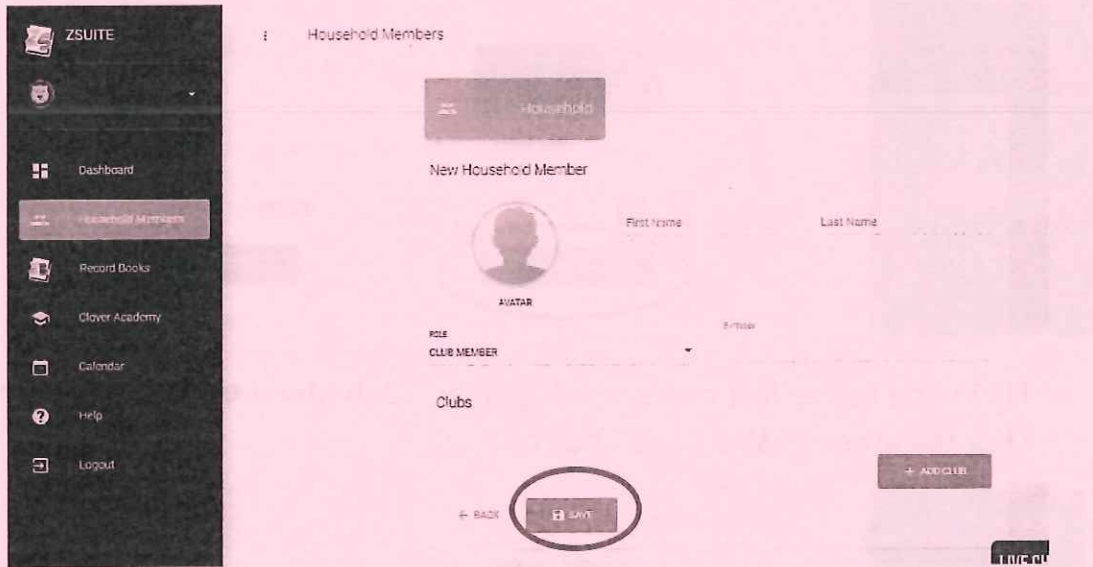 ZSUITE
Household Members
Household
Dashboard
New Household Member
Household Members
First Name
Last Name
Record Books
AVATAR
Clover Academy
ROLE
CLUB MEMBER
Calendar
Clubs
Help
Logout
+ ADD CLUB
← BACK
SAVE